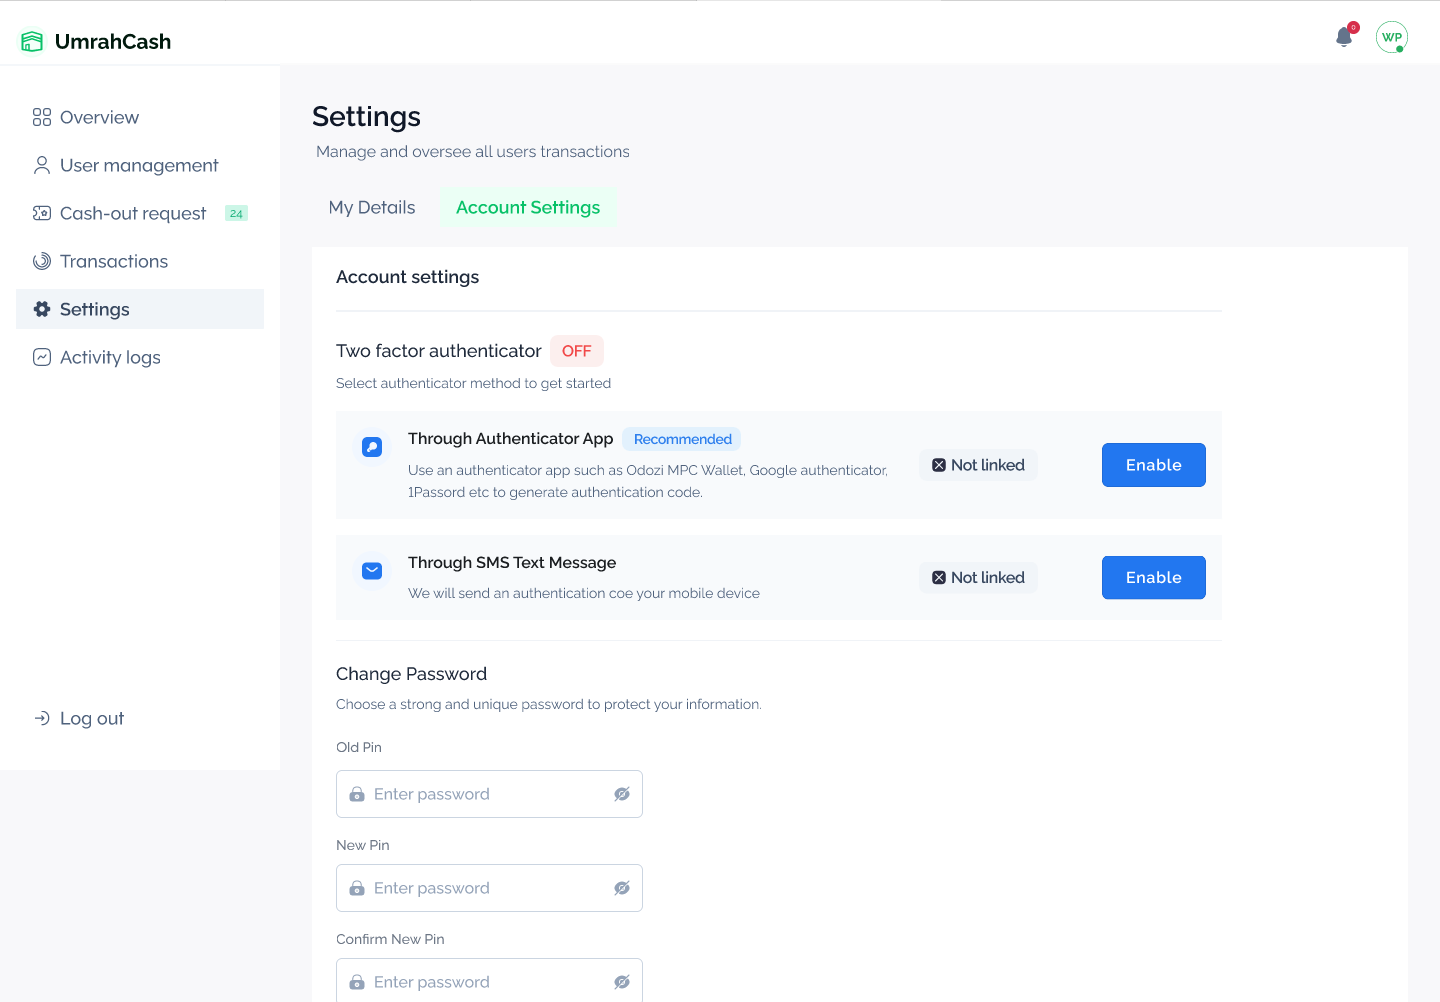 UmrahCash
0
WP
Overview
User management
Cash-out request 24
Transactions
Settings
Activity logs
Log out
Settings
Manage and oversee all users transactions
My Details
Account Settings
Account settings
Two factor authenticator OFF
Select authenticator method to get started
Through Authenticator App Recommended
Use an authenticator app such as Odozi MPC Wallet, Google authenticator,
1Passord etc to generate authentication code.
Not linked
Enable
Through SMS Text Message
We will send an authentication coe your mobile device
Not linked
Enable
Change Password
Choose a strong and unique password to protect your information.
Old Pin
Enter password
New Pin
Enter password
Confirm New Pin
Enter password